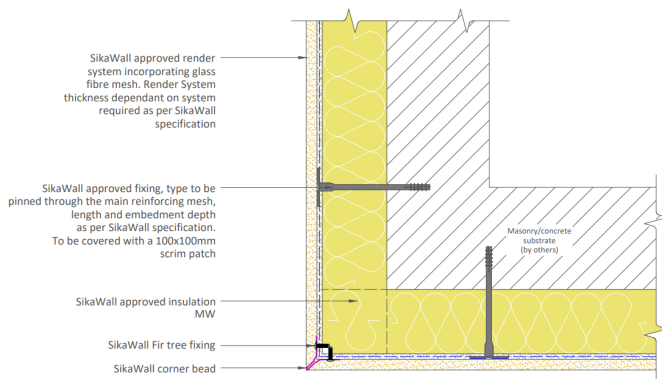 SikaWall approved render
system incorporating glass
fibre mesh. Render System
thickness dependant on system
required as per SikaWall
specification
SikaWall approved fixing, type to be
pinned through the main reinforcing mesh,
length and embedment depth
as per SikaWall specification.
To be covered with a 100x100mm
scrim patch
Masonry/concrete
substrate
(by others)
SikaWall approved insulation
MW
SikaWall Fir tree fixing
SikaWall corner bead